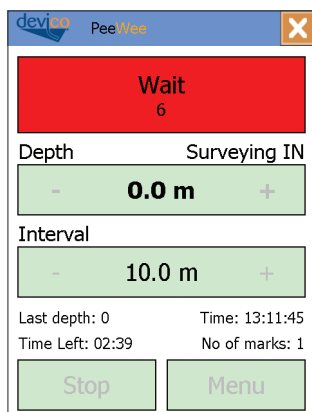 devico PeeWee
Wait
6
Depth Surveying IN
- 0.0 m +
Interval
- 10.0 m +
Last depth: 0 Time: 13:11:45
Time Left: 02:39 No of marks: 1
Stop Menu